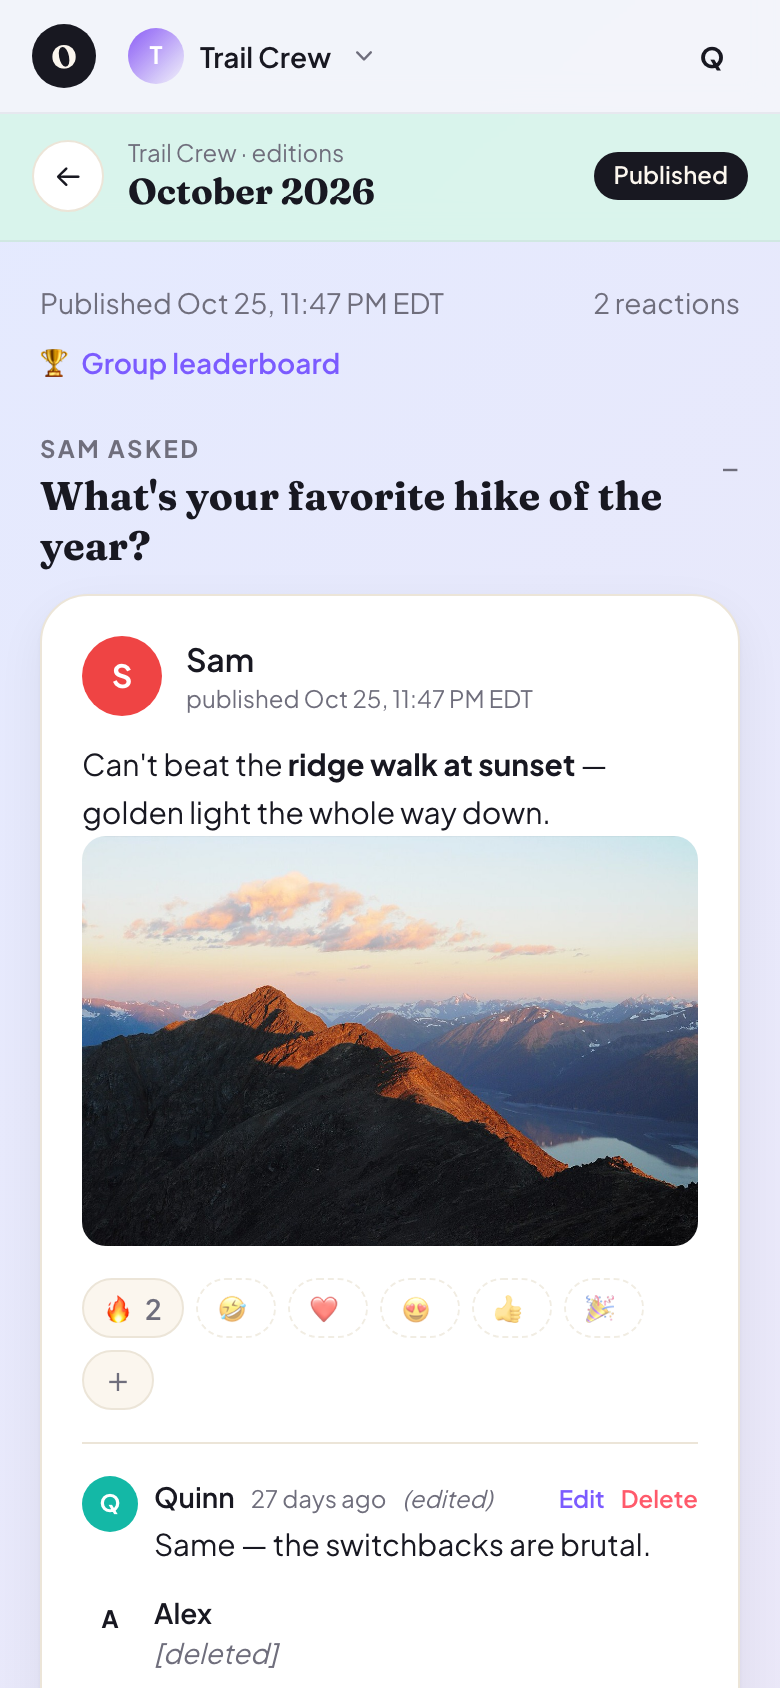 O
T
Trail Crew
Q
Trail Crew · editions
October 2026
Published
Published Oct 25, 11:47 PM EDT
2 reactions
🏆 Group leaderboard
SAM ASKED
What's your favorite hike of the
year?
–
S
Sam
published Oct 25, 11:47 PM EDT
Can't beat the ridge walk at sunset —
golden light the whole way down.
🔥 2 🤣 ❤️ 😍 👍 🎉
+
Q
Quinn 27 days ago (edited) Edit Delete
Same — the switchbacks are brutal.
A
Alex
[deleted]